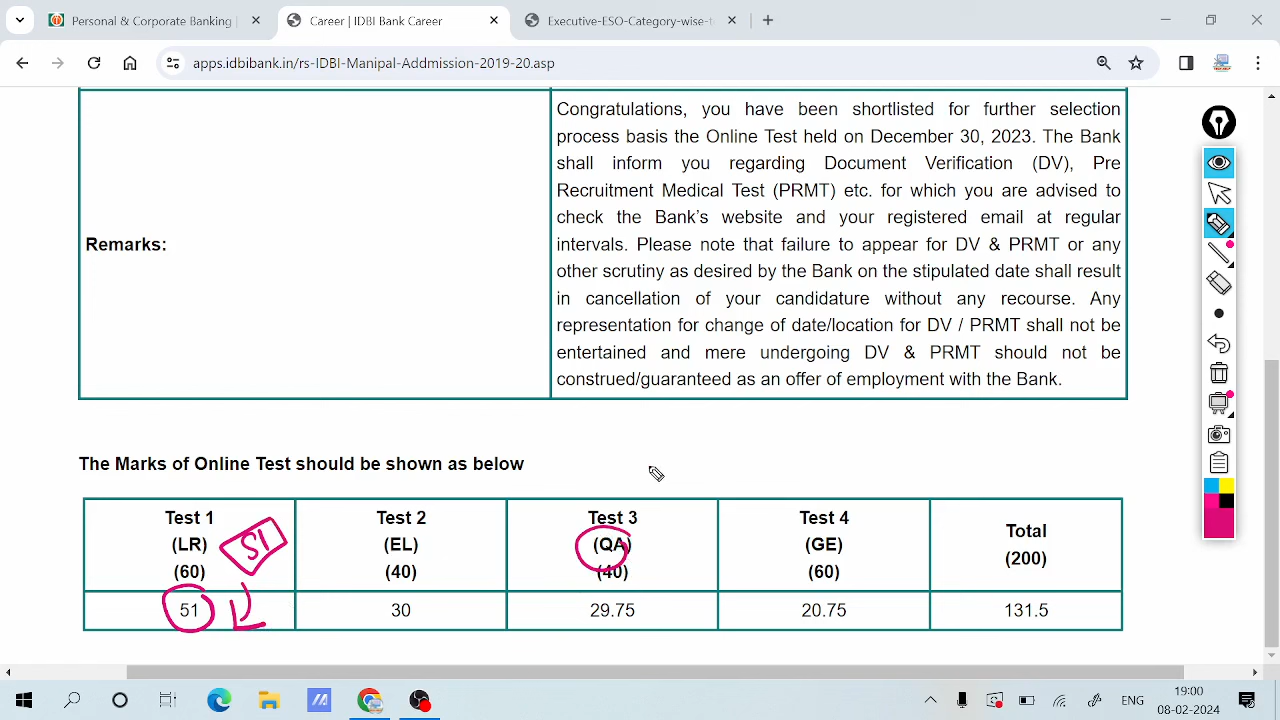 Personal & Corporate Banking |
Career | IDBI Bank Career
Executive-ESO-Category-wise-
apps.idbibank.in/rs-IDBI-Manipal-Addmission-2019-20.asp
Remarks:
Congratulations, you have been shortlisted for further selection
process basis the Online Test held on December 30, 2023. The Bank
shall inform you regarding Document Verification (DV), Pre
Recruitment Medical Test (PRMT) etc. for which you are advised to
check the Bank's website and your registered email at regular
intervals. Please note that failure to appear for DV & PRMT or any
other scrutiny as desired by the Bank on the stipulated date shall result
in cancellation of your candidature without any recourse. Any
representation for change of date/location for DV / PRMT shall not be
entertained and mere undergoing DV & PRMT should not be
construed/guaranteed as an offer of employment with the Bank.
The Marks of Online Test should be shown as below
Test 1
(LR)
(60)
51
Test 2
(EL)
(40)
Test 3
(QA)
(40)
Test 4
(GE)
(60)
Total
(200)
51
30
29.75
20.75
131.5
ENG
19:00
08-02-2024